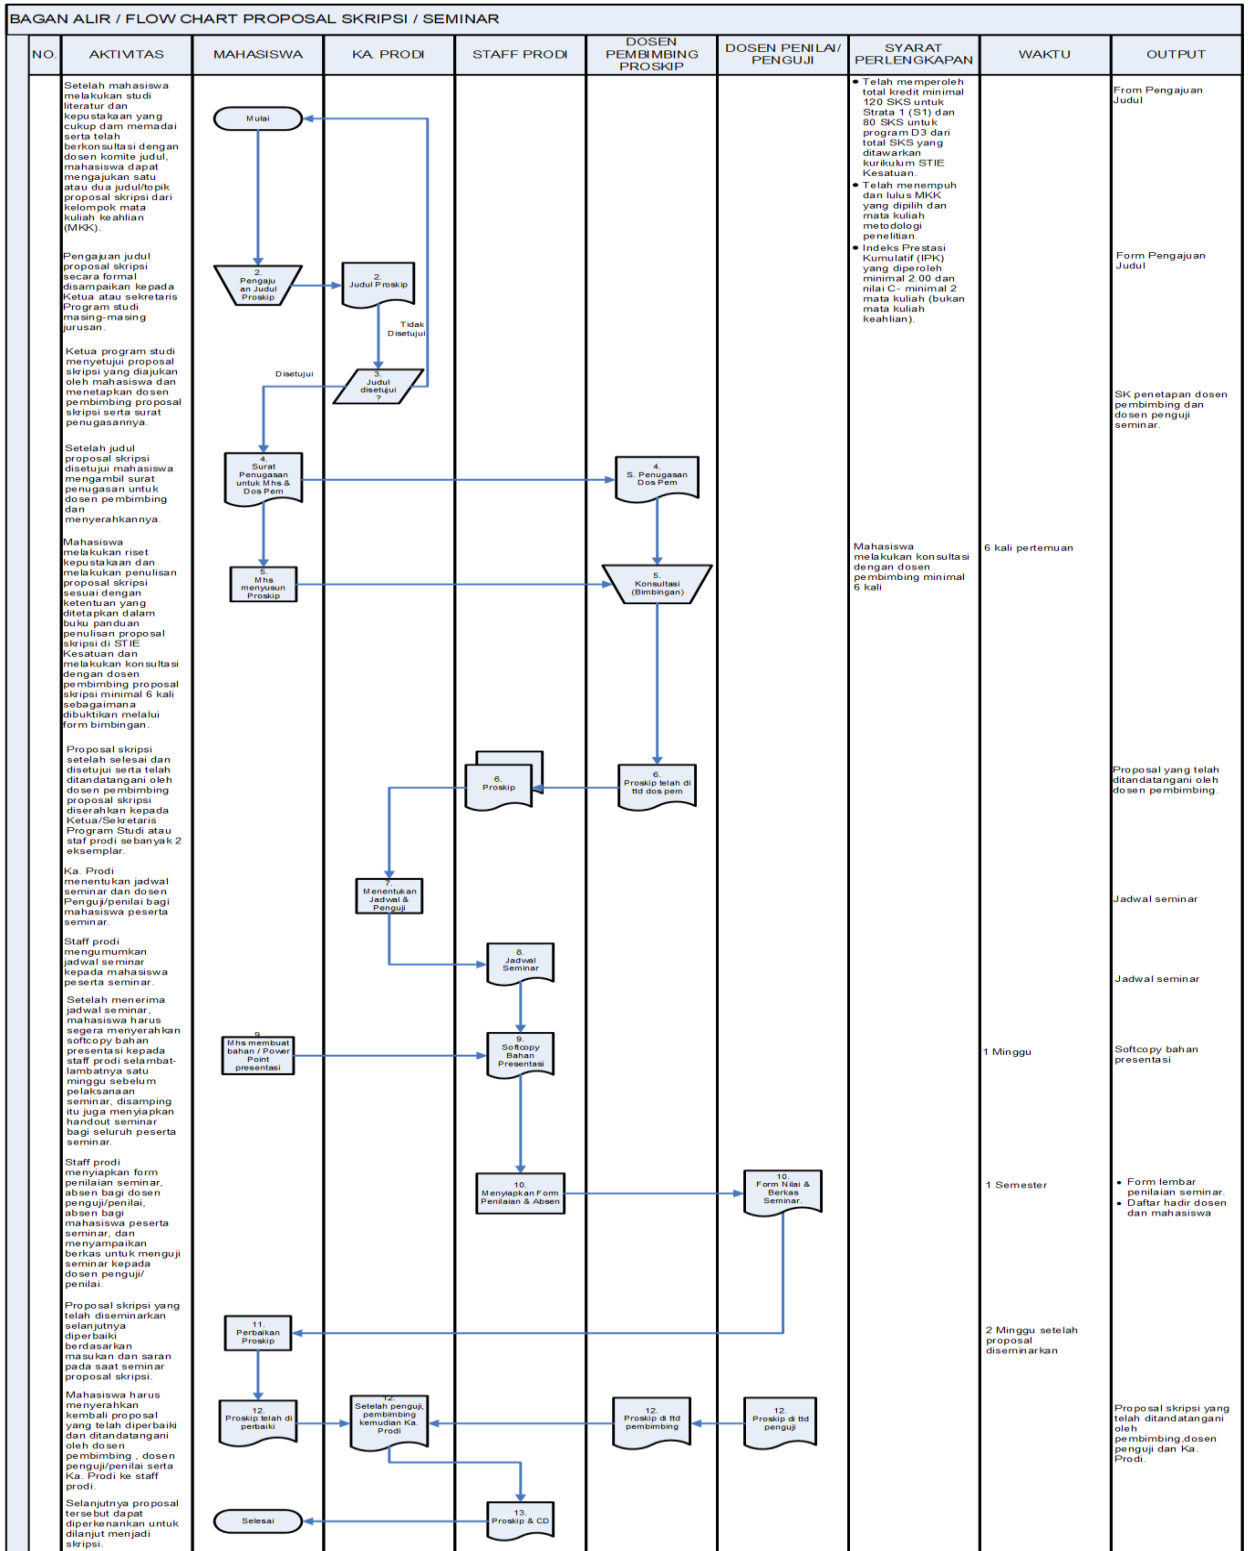 BAGAN ALIR / FLOW CHART PROPOSAL SKRIPSI / SEMINAR
NO.
AKTIVITAS
MAHASISWA
KA. PRODI
STAFF PRODI
DOSEN
PEMBIMBING
PROSKIP
DOSEN PENILAI/
PENGUJI
SYARAT
PERLENGKAPAN
WAKTU
OUTPUT
Setelah mahasiswa
melakukan studi
literatur dan
kepustakaan yang
cukup dam memadai
serta telah
berkonsultasi dengan
dosen komite judul,
mahasiswa dapat
mengajukan satu
atau dua judul/topik
proposal skripsi dari
kelompok mata
kuliah keahlian
(MKK).
Mulai
• Telah memperoleh
total kredit minimal
120 SKS untuk
Strata 1 (S1) dan
80 SKS untuk
program D3 dari
total SKS yang
ditawarkan
kurikulum STIE
Kesatuan.
• Telah menempuh
dan lulus MKK
yang dipilih dan
mata kuliah
metodologi
penelitian.
• Indeks Prestasi
Kumulatif (IPK)
yang diperoleh
minimal 2.00 dan
nilai C- minimal 2
mata kuliah (bukan
mata kuliah
keahlian).
From Pengajuan
Judul
Pengajuan judul
proposal skripsi
secara formal
disampaikan kepada
Ketua atau sekretaris
Program studi
masing-masing
jurusan.
2.
Pengaju
an Judul
Proskip
2.
Judul Proskip
Form Pengajuan
Judul
Tidak
Disetujui
Ketua program studi
menyetujui proposal
skripsi yang diajukan
oleh mahasiswa dan
menetapkan dosen
pembimbing proposal
skripsi serta surat
penugasannya.
Disetujui
3.
Judul
disetujui
?
SK penetapan dosen
pembimbing dan
dosen penguji
seminar.
Setelah judul
proposal skripsi
disetujui mahasiswa
mengambil surat
penugasan untuk
dosen pembimbing
dan
menyerahkannya.
4.
Surat
Penugasan
untuk Mhs &
Dos Pem
4.
S. Penugasan
Dos Pem
Mahasiswa
melakukan riset
kepustakaan dan
melakukan penulisan
proposal skripsi
sesuai dengan
ketentuan yang
ditetapkan dalam
buku panduan
penulisan proposal
skripsi di STIE
Kesatuan dan
melakukan konsultasi
dengan dosen
pembimbing proposal
skripsi minimal 6 kali
sebagaimana
dibuktikan melalui
form bimbingan.
5.
Mhs
menyusun
Proskip
5.
Konsultasi
(Bimbingan)
Mahasiswa
melakukan konsultasi
dengan dosen
pembimbing minimal
6 kali
6 kali pertemuan
Proposal skripsi
setelah selesai dan
disetujui serta telah
ditandatangani oleh
dosen pembimbing
proposal skripsi
diserahkan kepada
Ketua/Sekretaris
Program Studi atau
staf prodi sebanyak 2
eksemplar.
6.
Proskip
6.
Proskip telah di
ttd dos pem
Proposal yang telah
ditandatangani oleh
dosen pembimbing.
Ka. Prodi
menentukan jadwal
seminar dan dosen
Penguji/penilai bagi
mahasiswa peserta
seminar.
7.
Menentukan
Jadwal &
Penguji
Jadwal seminar
Staff prodi
mengumumkan
jadwal seminar
kepada mahasiswa
peserta seminar.
8.
Jadwal
Seminar
Jadwal seminar
Setelah menerima
jadwal seminar,
mahasiswa harus
segera menyerahkan
softcopy bahan
presentasi kepada
staff prodi selambat-
lambatnya satu
minggu sebelum
pelaksanaan
seminar, disamping
itu juga menyiapkan
handout seminar
bagi seluruh peserta
seminar.
9.
Mhs membuat
bahan / Power
Point
presentasi
9.
Softcopy
Bahan
Presentasi
1 Minggu
Softcopy bahan
presentasi
Staff prodi
menyiapkan form
penilaian seminar,
absen bagi dosen
penguji/penilai,
absen bagi
mahasiswa peserta
seminar, dan
menyampaikan
berkas untuk menguji
seminar kepada
dosen penguji/
penilai.
10.
Menyiapkan Form
Penilaian & Absen
10.
Form Nilai &
Berkas
Seminar.
1 Semester
• Form lembar
penilaian seminar.
• Daftar hadir dosen
dan mahasiswa
Proposal skripsi yang
telah diseminarkan
selanjutnya
diperbaiki
berdasarkan
masukan dan saran
pada saat seminar
proposal skripsi.
11.
Perbaikan
Proskip
2 Minggu setelah
proposal
diseminarkan
Mahasiswa harus
menyerahkan
kembali proposal
yang telah diperbaiki
dan ditandatangani
oleh dosen
pembimbing , dosen
penguji/penilai serta
Ka. Prodi ke staff
prodi.
12.
Proskip telah di
perbaiki
12.
Setelah penguji,
pembimbing
kemudian Ka.
Prodi
12.
Proskip di ttd
pembimbing
12.
Proskip di ttd
penguji
Proposal skripsi yang
telah ditandatangani
oleh
pembimbing,dosen
penguji dan Ka.
Prodi.
Selanjutnya proposal
tersebut dapat
diperkenankan untuk
dilanjut menjadi
skripsi.
Selesai
13.
Proskip & CD